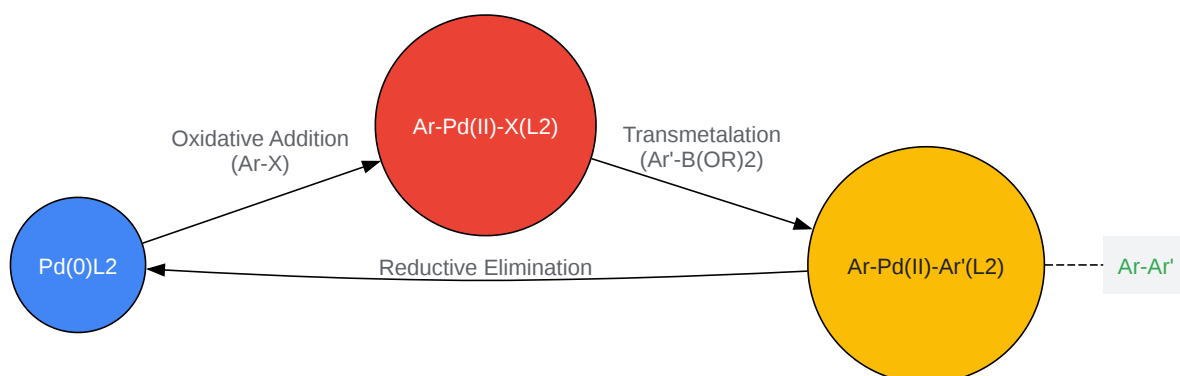 Ar-Pd(II)-X(L2)
Oxidative Addition
(Ar-X)
Transmetalation
(Ar'-B(OR)2)
Pd(0)L2
Reductive Elimination
Ar-Pd(II)-Ar'(L2)
Ar-Ar'